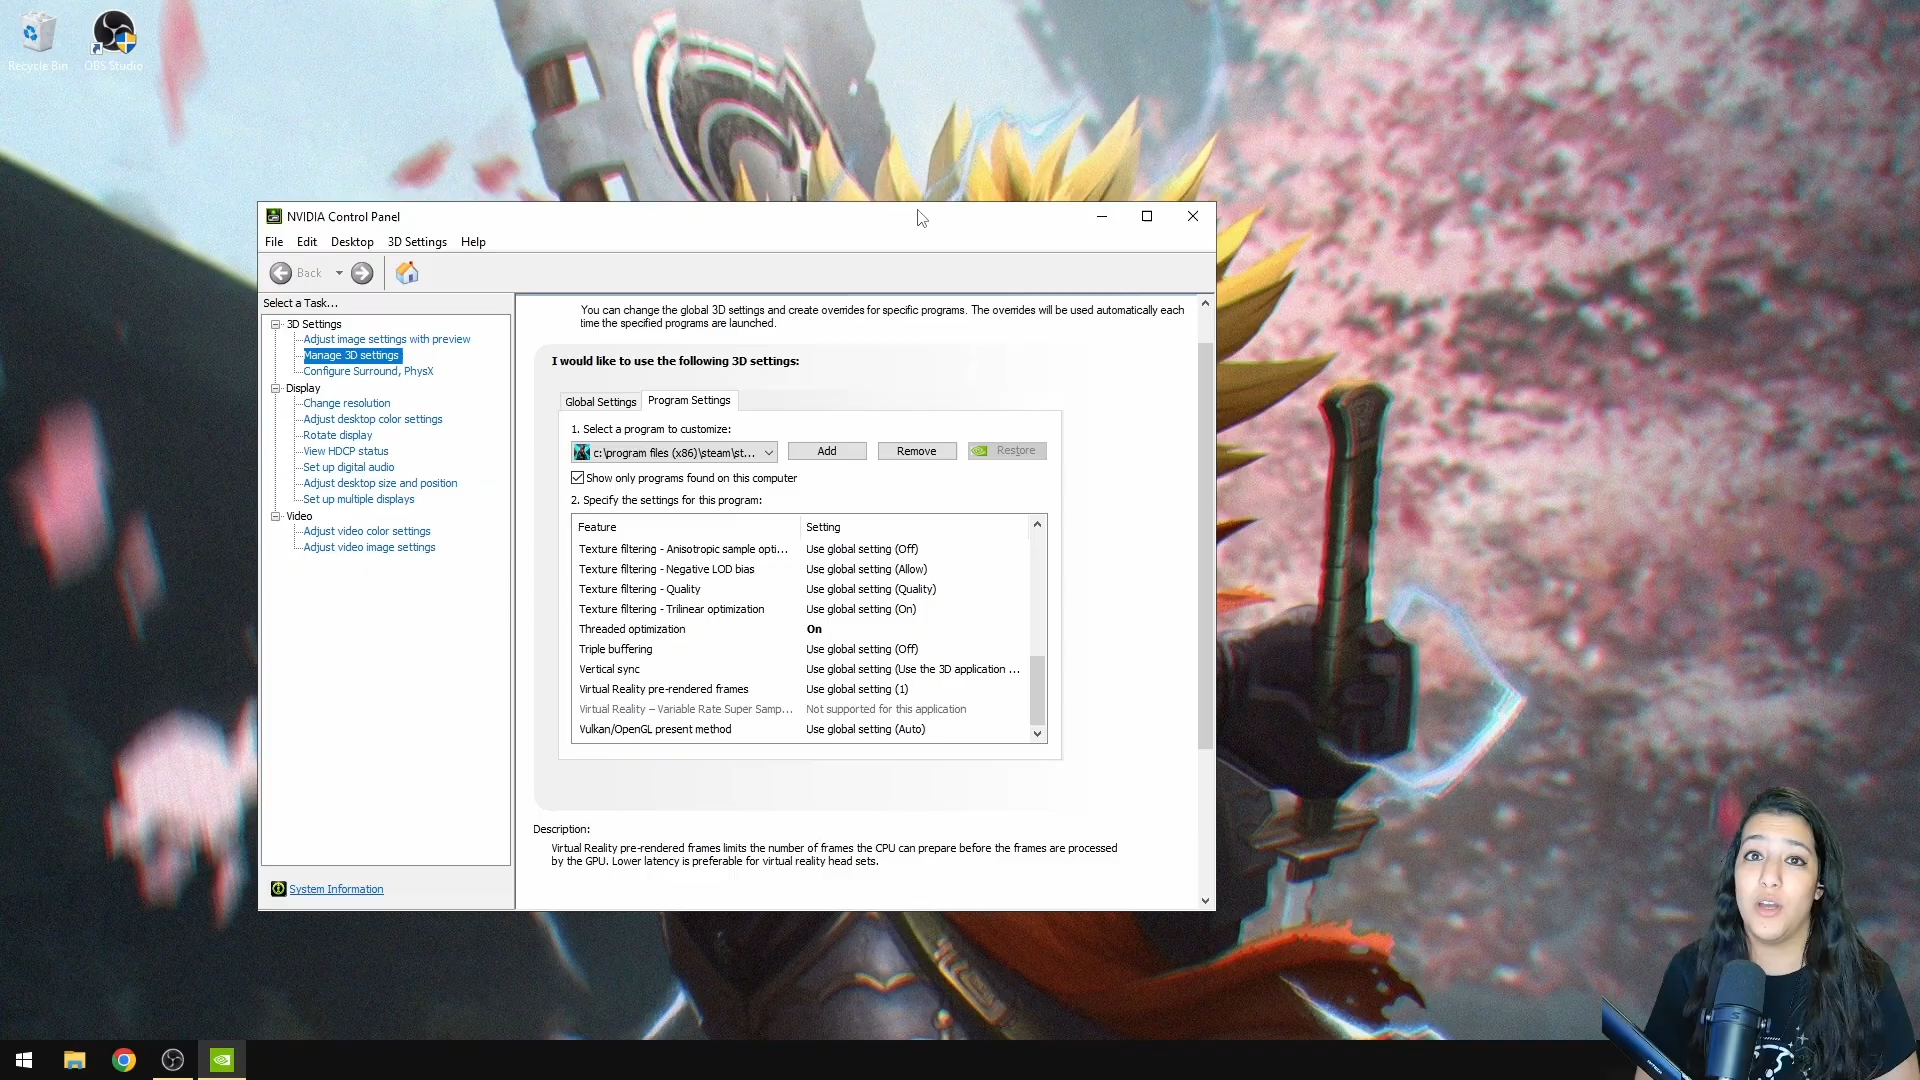 Recycle Bin
OBS Studio
NVIDIA Control Panel
File Edit Desktop 3D Settings Help
Back
Select a Task...
3D Settings
Adjust image settings with preview
Manage 3D settings
Configure Surround, PhysX
Display
Change resolution
Adjust desktop color settings
Rotate display
View HDCP status
Set up digital audio
Adjust desktop size and position
Set up multiple displays
Video
Adjust video color settings
Adjust video image settings
System Information
You can change the global 3D settings and create overrides for specific programs. The overrides will be used automatically each
time the specified programs are launched.
I would like to use the following 3D settings:
Global Settings Program Settings
1. Select a program to customize:
c:\program files (x86)\steam\st... Add Remove Restore
Show only programs found on this computer
2. Specify the settings for this program:
Feature Setting
Texture filtering - Anisotropic sample opti... Use global setting (Off)
Texture filtering - Negative LOD bias Use global setting (Allow)
Texture filtering - Quality Use global setting (Quality)
Texture filtering - Trilinear optimization Use global setting (On)
Threaded optimization On
Triple buffering Use global setting (Off)
Vertical sync Use global setting (Use the 3D application ...
Virtual Reality pre-rendered frames Use global setting (1)
Virtual Reality – Variable Rate Super Samp... Not supported for this application
Vulkan/OpenGL present method Use global setting (Auto)
Description:
Virtual Reality pre-rendered frames limits the number of frames the CPU can prepare before the frames are processed
by the GPU. Lower latency is preferable for virtual reality head sets.